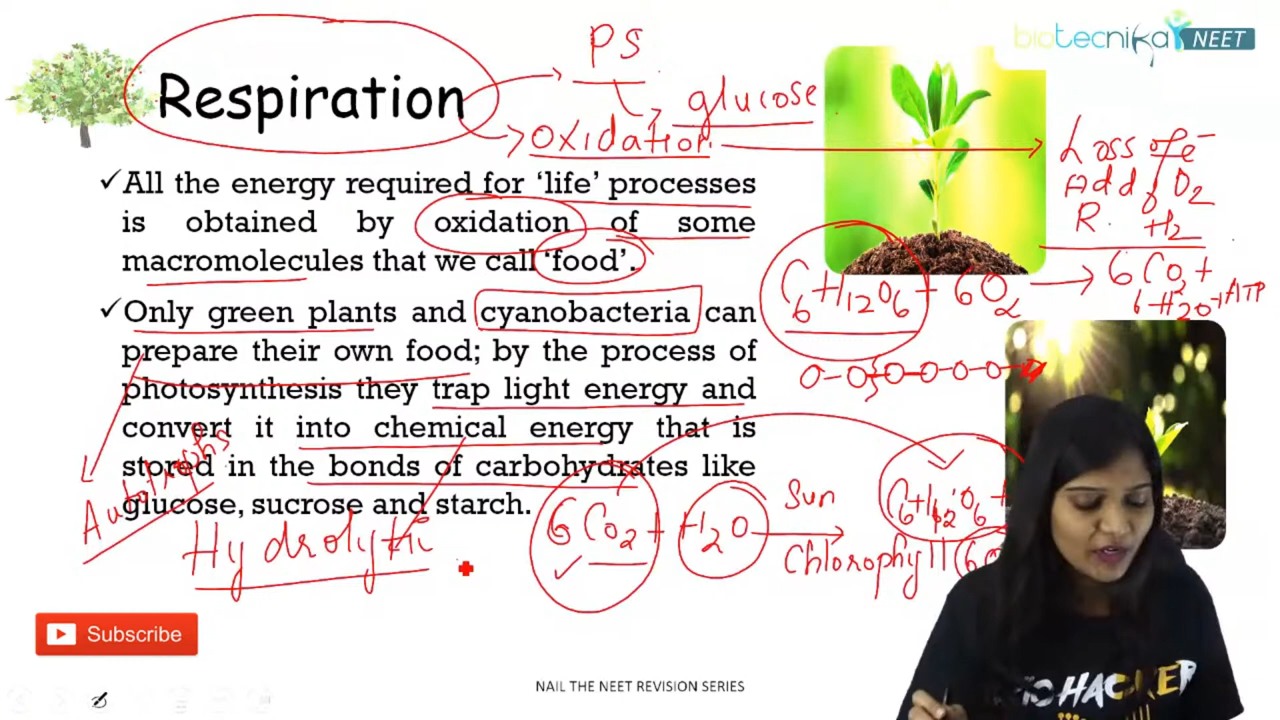 biotecnika NEET
PS
Respiration
glucose
oxidation
Loss of e⁻
Add of O₂
R. H₂
✓All the energy required for ‘life’ processes
is obtained by oxidation of some
macromolecules that we call ‘food’.
C₆H₁₂O₆ + 6O₂ → 6CO₂ +
6H₂O + ATP
✓Only green plants and cyanobacteria can
prepare their own food; by the process of
photosynthesis they trap light energy and
convert it into chemical energy that is
stored in the bonds of carbohydrates like
glucose, sucrose and starch.
Autotrophs
Hydrolytic
6CO₂ + H₂O
Sun
Chlorophyll
C₆H₁₂O₆ +
Subscribe
NAIL THE NEET REVISION SERIES